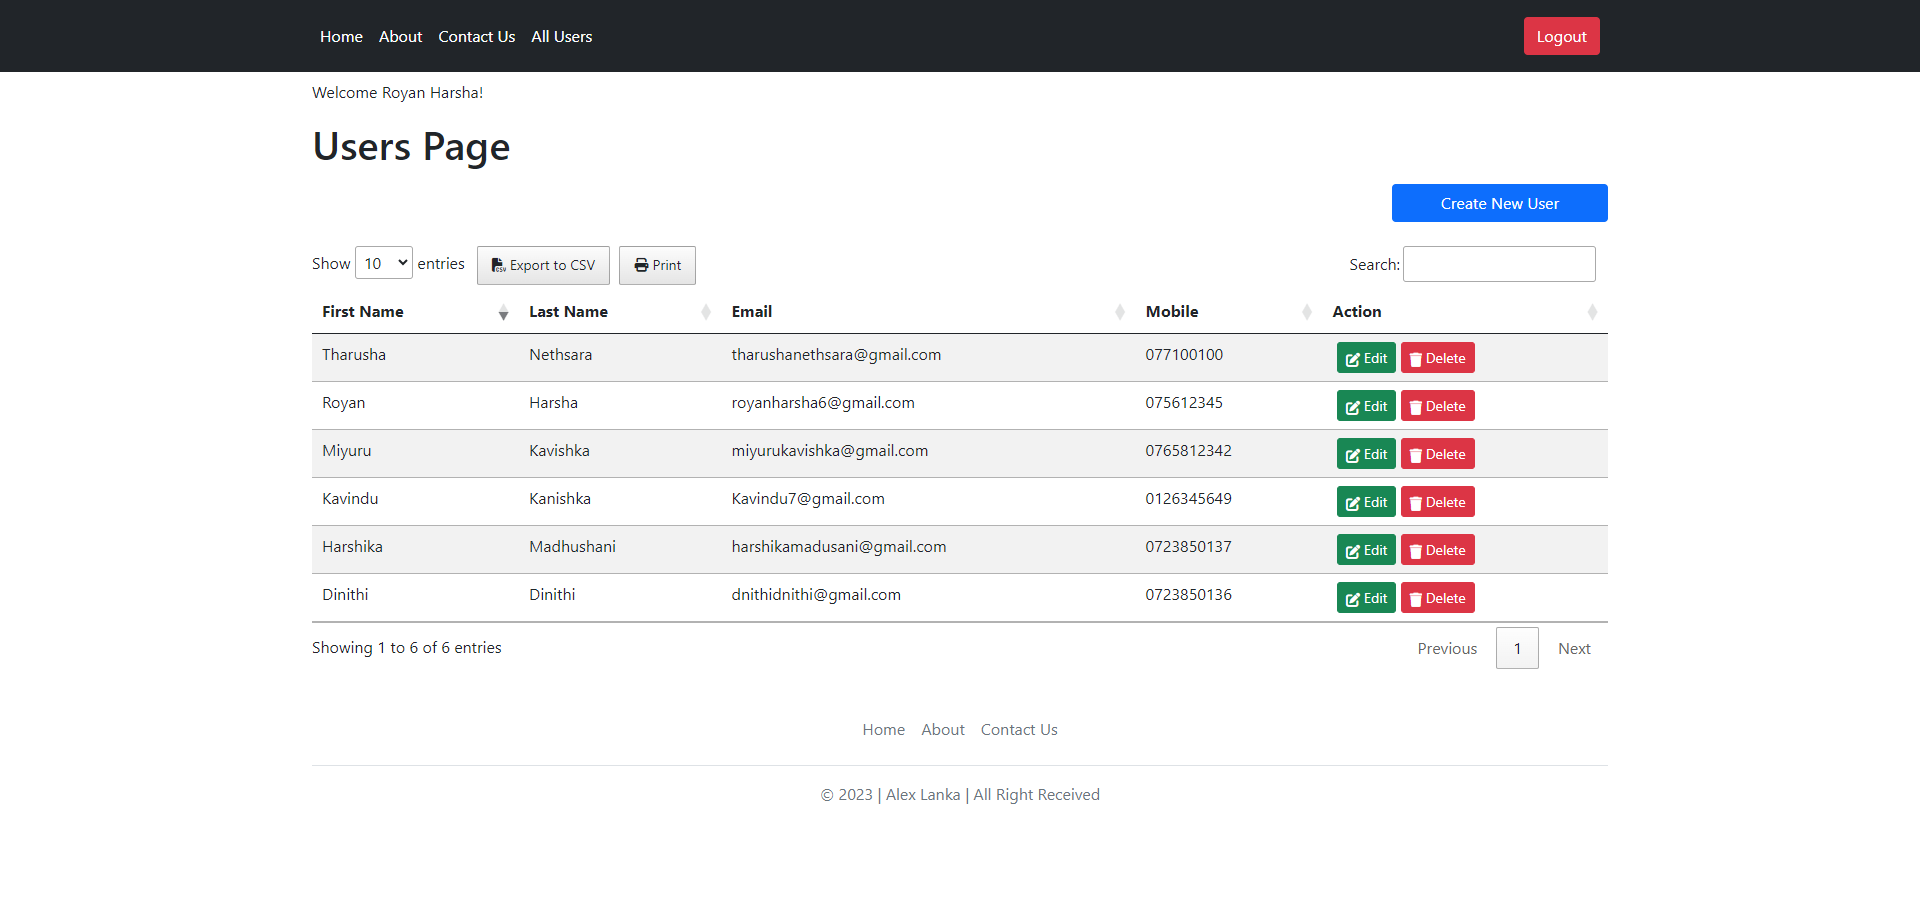 Home About Contact Us All Users Logout
Welcome Royan Harsha!
Users Page
Create New User
Show 10 entries Export to CSV Print Search:
First Name Last Name Email Mobile Action
Tharusha Nethsara tharushanethsara@gmail.com 077100100 Edit Delete
Royan Harsha royanharsha6@gmail.com 075612345 Edit Delete
Miyuru Kavishka miyurukavishka@gmail.com 0765812342 Edit Delete
Kavindu Kanishka Kavindu7@gmail.com 0126345649 Edit Delete
Harshika Madhushani harshikamadusani@gmail.com 0723850137 Edit Delete
Dinithi Dinithi dnithidnithi@gmail.com 0723850136 Edit Delete
Showing 1 to 6 of 6 entries Previous 1 Next
Home About Contact Us
© 2023 | Alex Lanka | All Right Received